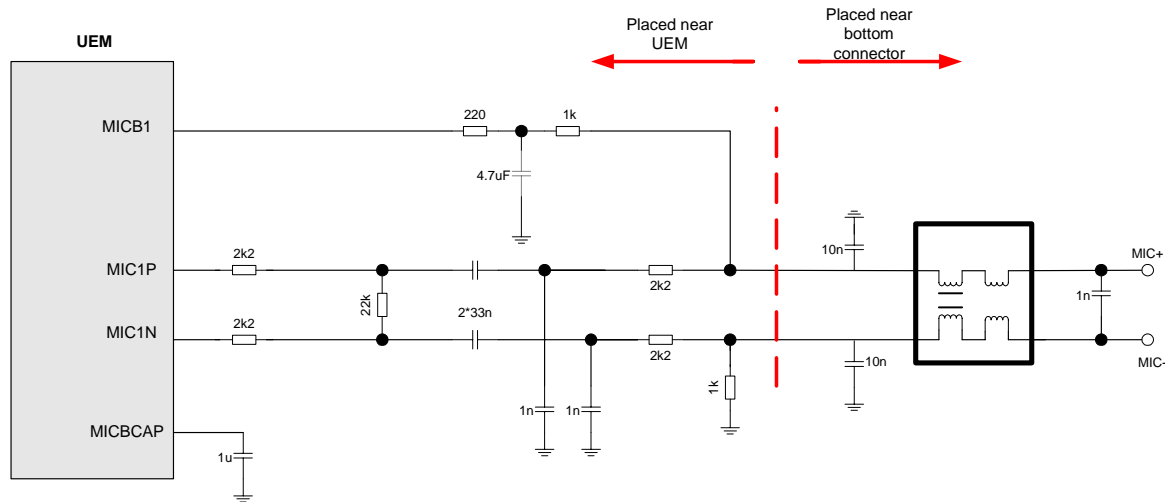 Placed near
UEM
Placed near
bottom
connector
UEM
MICB1
220
1k
4.7uF
MIC1P
2k2
2k2
10n
MIC+
22k
2*33n
1n
MIC1N
2k2
2k2
10n
MIC-
1k
1n
1n
MICBCAP
1u